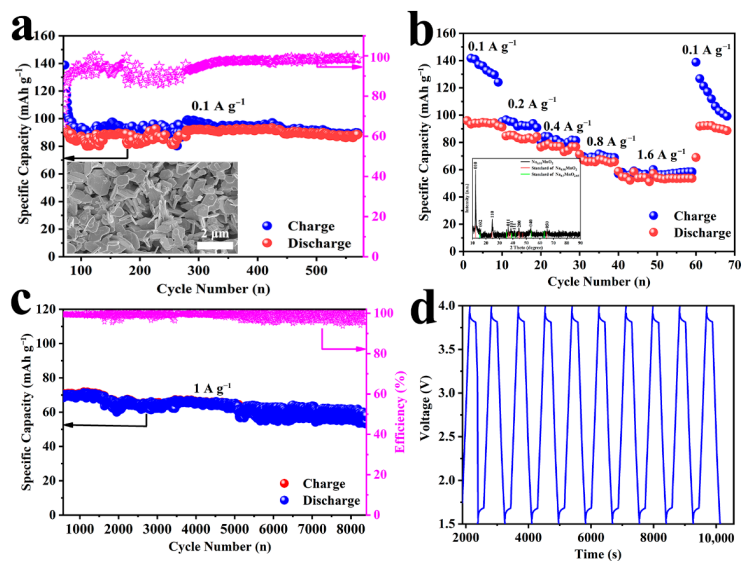 a
Specific Capacity (mAh g⁻¹)
160
140
120
100
80
60
40
20
0
0.1 A g⁻¹
2 μm
Charge
Discharge
100
80
60
40
20
0
100
200
300
400
500
Cycle Number (n)
b
Specific Capacity (mAh g⁻¹)
160
140
120
100
80
60
40
20
0
0.1 A g⁻¹
0.2 A g⁻¹
0.4 A g⁻¹
0.8 A g⁻¹
1.6 A g⁻¹
0.1 A g⁻¹
Intensity (a.u.)
2 Theta (degree)
Charge
Discharge
0
10
20
30
40
50
60
70
Cycle Number (n)
c
Specific Capacity (mAh g⁻¹)
120
100
80
60
40
20
0
1 A g⁻¹
Charge
Discharge
100
80
60
40
20
0
Efficiency (%)
1000
2000
3000
4000
5000
6000
7000
8000
Cycle Number (n)
d
Voltage (V)
4.0
3.5
3.0
2.5
2.0
1.5
2000
4000
6000
8000
10,000
Time (s)